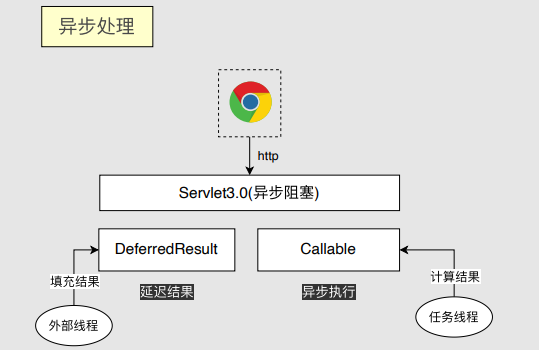 异步处理
http
Servlet3.0(异步阻塞)
DeferredResult
Callable
填充结果
延迟结果
异步执行
计算结果
外部线程
任务线程